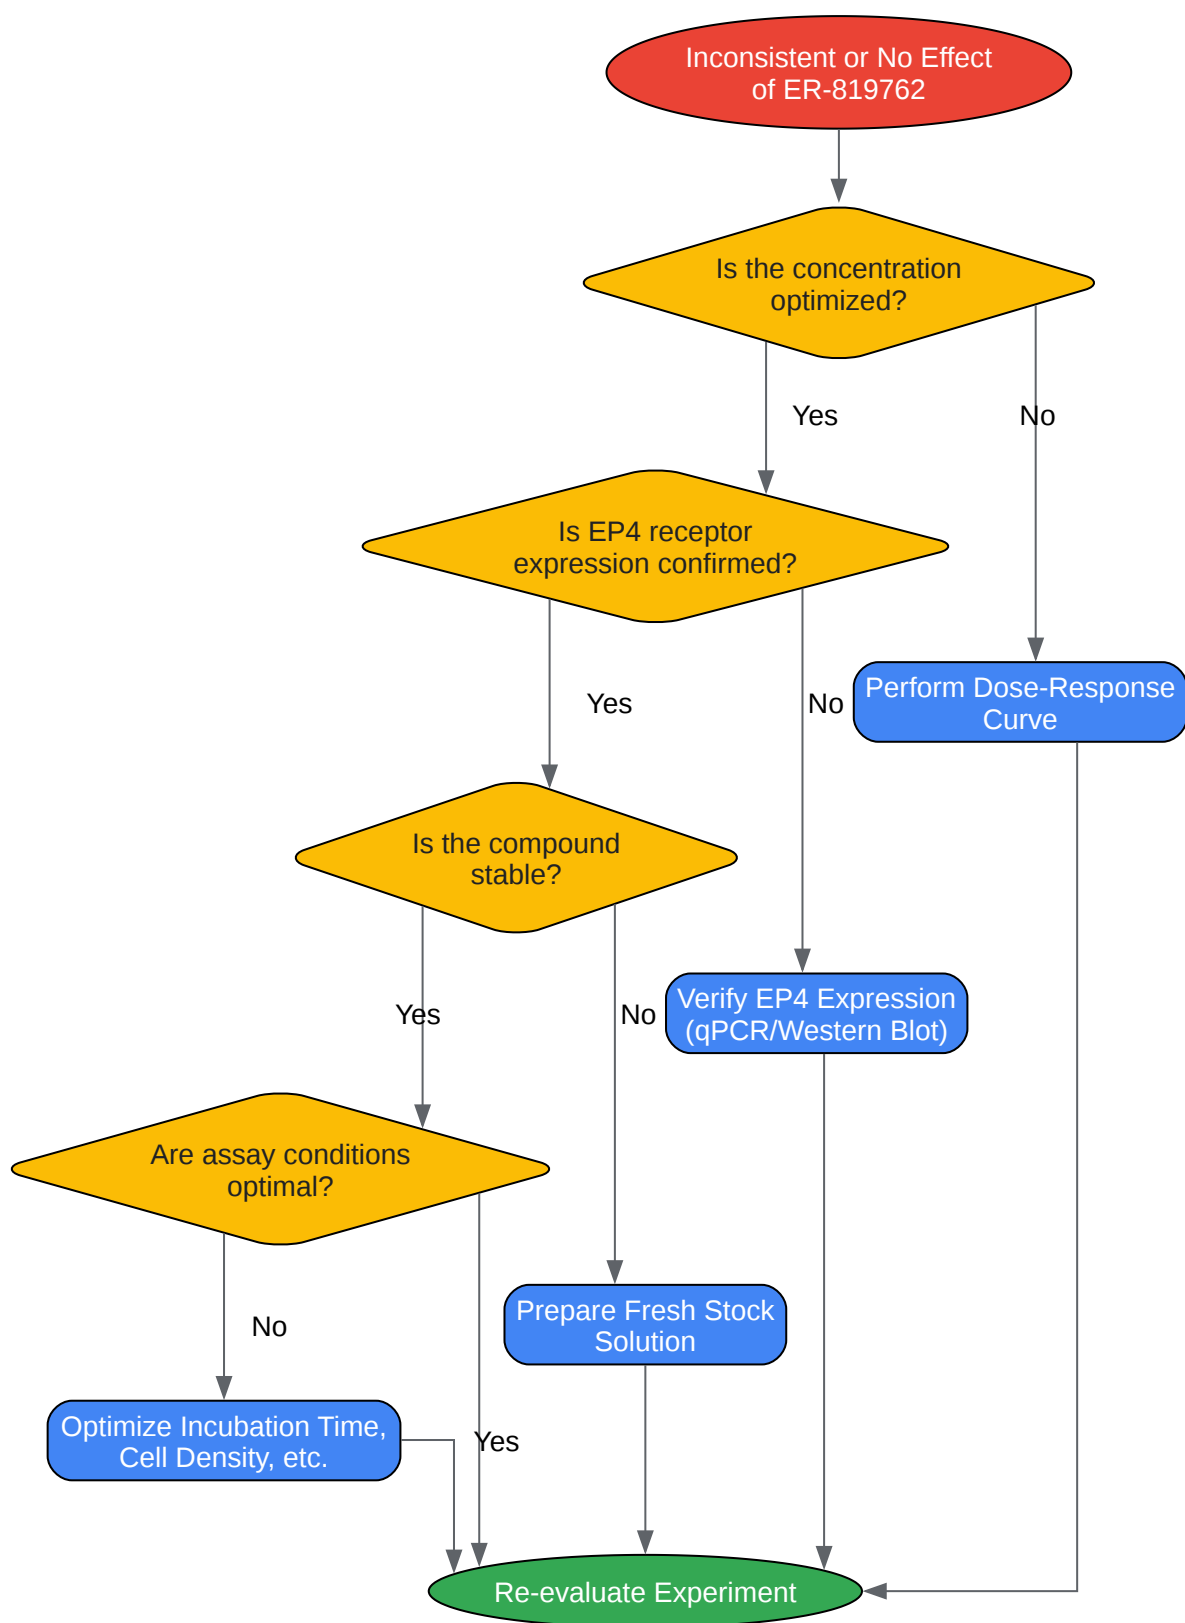 Inconsistent or No Effect
of ER-819762
Is the concentration
optimized?
Yes
No
Is EP4 receptor
expression confirmed?
Yes
No
Perform Dose-Response
Curve
Is the compound
stable?
Yes
No
Verify EP4 Expression
(qPCR/Western Blot)
Are assay conditions
optimal?
No
Prepare Fresh Stock
Solution
Optimize Incubation Time,
Cell Density, etc.
Yes
Re-evaluate Experiment